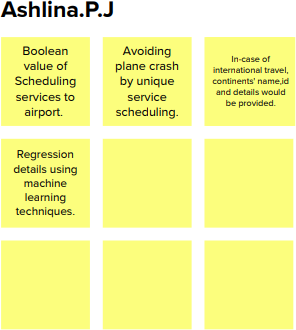 Ashlina.P.J
Boolean
value of
Scheduling
services to
airport.
Avoiding
plane crash
by unique
service
scheduling.
In-case of
international travel,
continents' name,id
and details would
be provided.
Regression
details using
machine
learning
techniques.